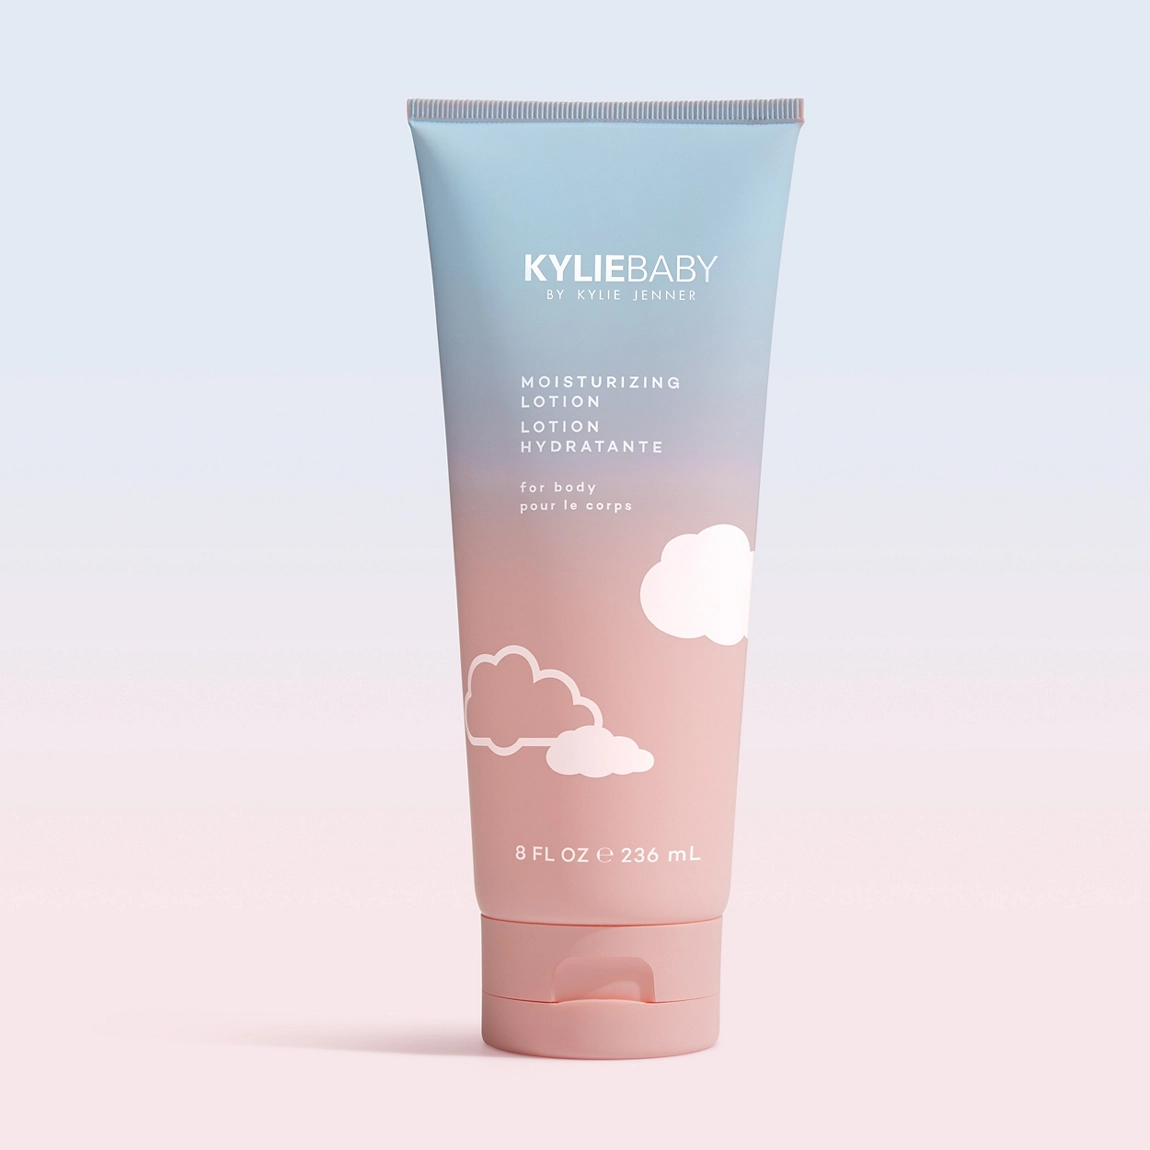 KYLIEBABY
BY KYLIE JENNER
MOISTURIZING
LOTION
LOTION
HYDRATANTE
for body
pour le corps
8 FL OZ ℮ 236 mL